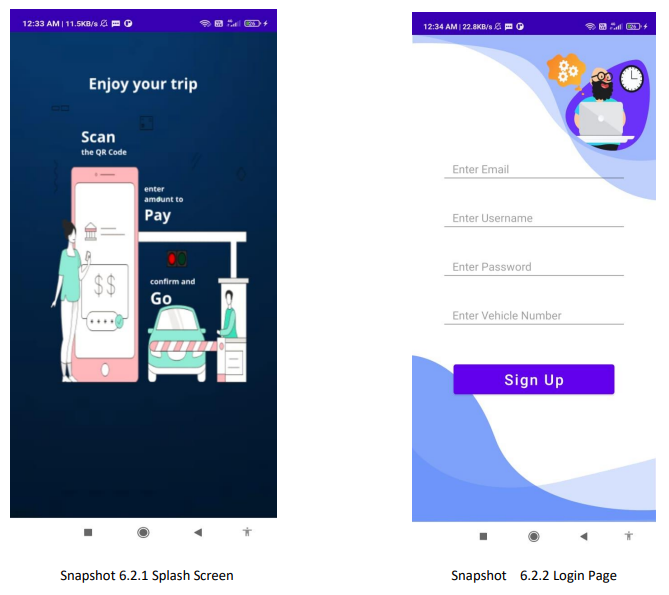 12:33 AM | 11.5KB/s
Enjoy your trip
Scan
the QR Code
enter
amount to
Pay
$$
confirm and
Go
Snapshot 6.2.1 Splash Screen
12:34 AM | 22.8KB/s
Enter Email
Enter Username
Enter Password
Enter Vehicle Number
Sign Up
Snapshot 6.2.2 Login Page